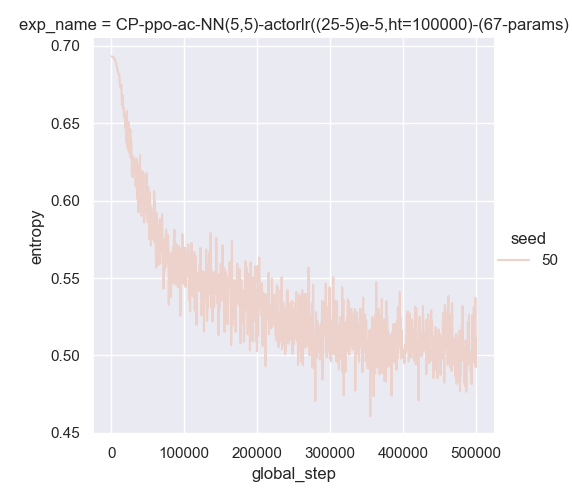 exp_name = CP-ppo-ac-NN(5,5)-actorlr((25-5)e-5,ht=100000)-(67-params)
0.70
0.65
0.60
0.55
0.50
0.45
entropy
0 100000 200000 300000 400000 500000
global_step
seed
50